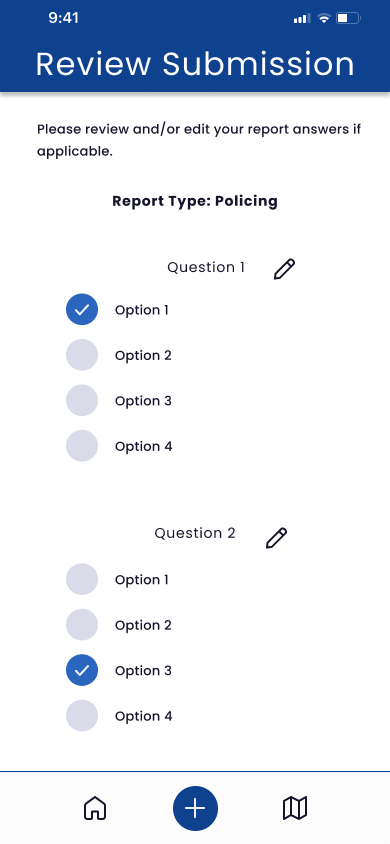 9:41
Review Submission
Please review and/or edit your report answers if
applicable.
Report Type: Policing
Question 1
Option 1
Option 2
Option 3
Option 4
Question 2
Option 1
Option 2
Option 3
Option 4